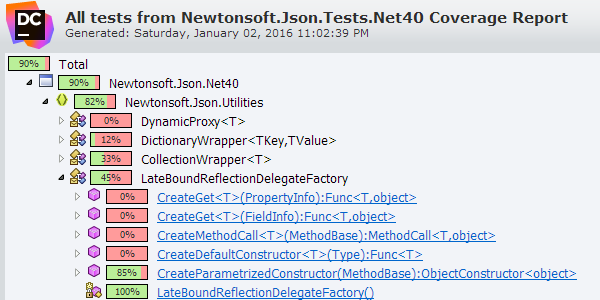 DC
All tests from Newtonsoft.Json.Tests.Net40 Coverage Report
Generated: Saturday, January 02, 2016 11:02:39 PM
90% Total
90% Newtonsoft.Json.Net40
82% Newtonsoft.Json.Utilities
0% DynamicProxy<T>
12% DictionaryWrapper<TKey,TValue>
33% CollectionWrapper<T>
45% LateBoundReflectionDelegateFactory
0% CreateGet<T>(PropertyInfo):Func<T,object>
0% CreateGet<T>(FieldInfo):Func<T,object>
0% CreateMethodCall<T>(MethodBase):MethodCall<T,object>
0% CreateDefaultConstructor<T>(Type):Func<T>
85% CreateParametrizedConstructor(MethodBase):ObjectConstructor<object>
100% LateBoundReflectionDelegateFactory()